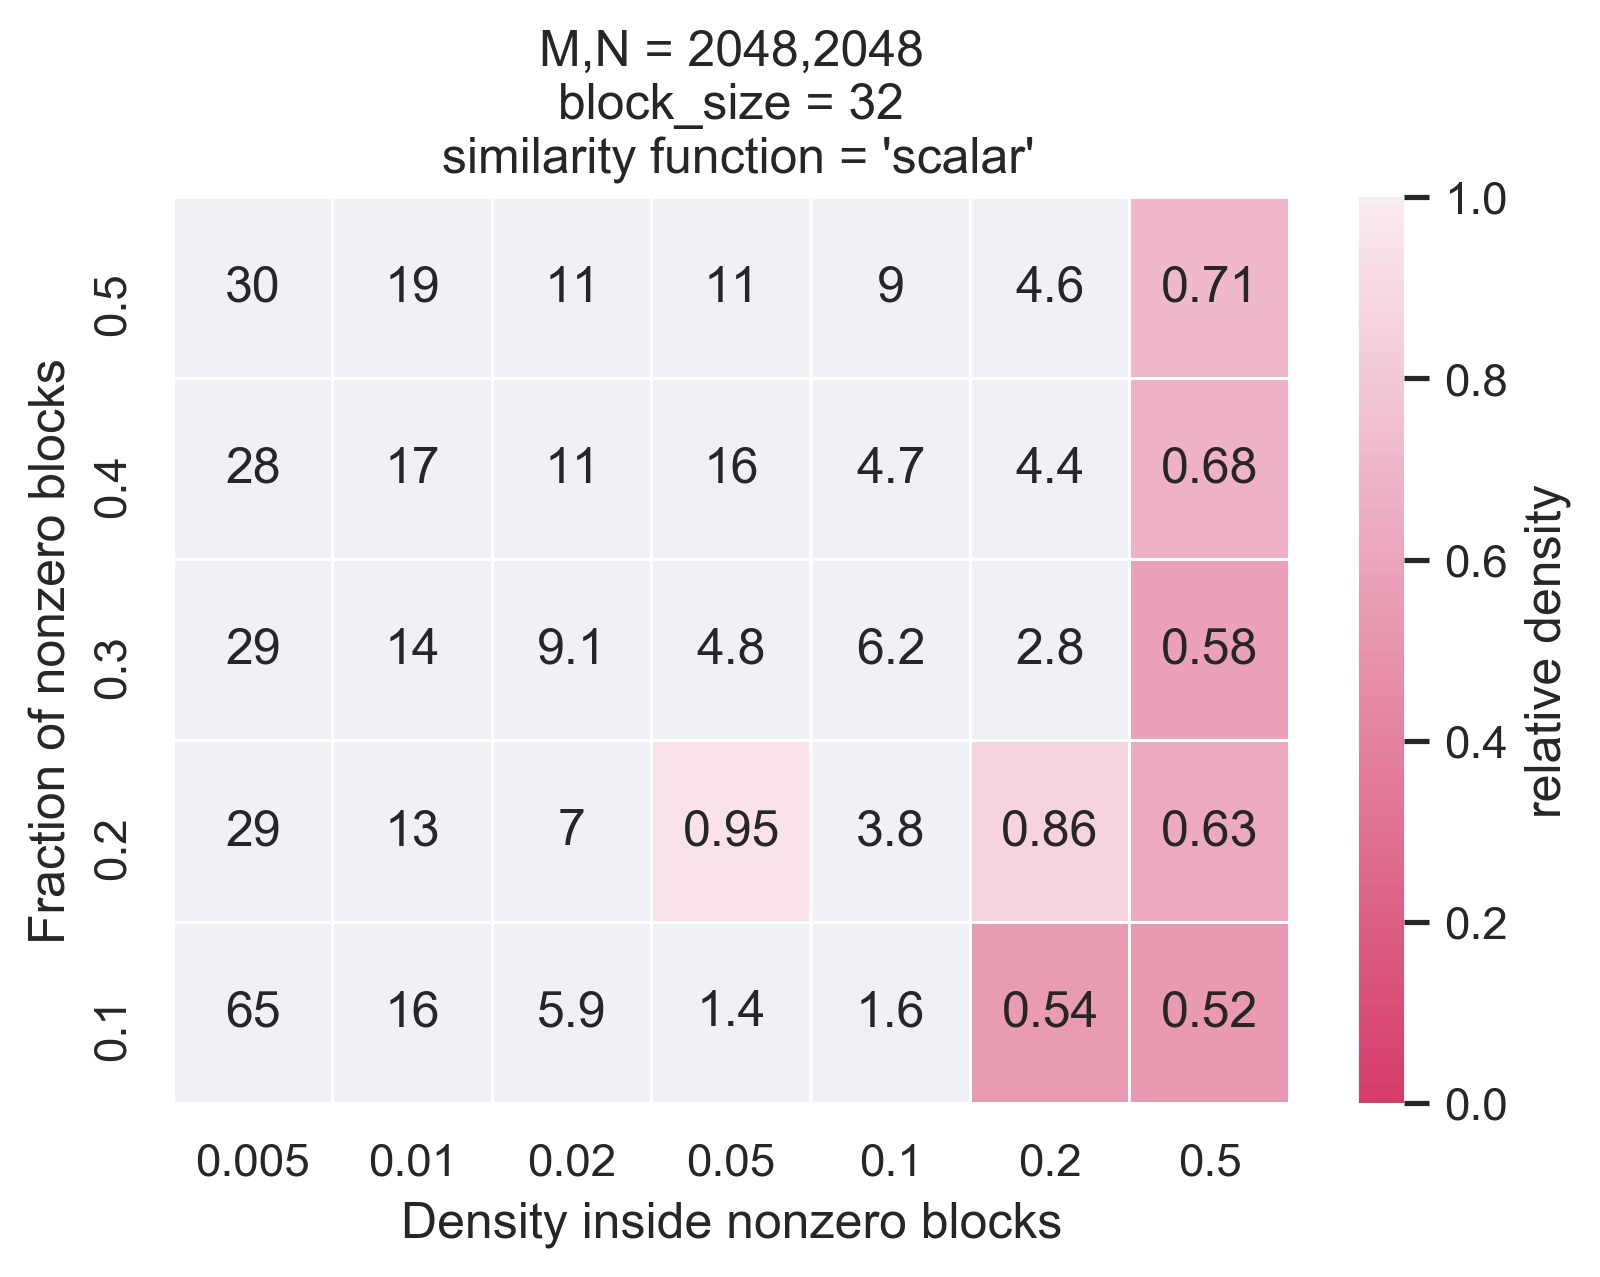 M,N = 2048,2048
block_size = 32
similarity function = 'scalar'
Fraction of nonzero blocks
0.5 30 19 11 11 9 4.6 0.71
0.4 28 17 11 16 4.7 4.4 0.68
0.3 29 14 9.1 4.8 6.2 2.8 0.58
0.2 29 13 7 0.95 3.8 0.86 0.63
0.1 65 16 5.9 1.4 1.6 0.54 0.52
0.005 0.01 0.02 0.05 0.1 0.2 0.5
Density inside nonzero blocks
1.0
0.8
0.6
0.4
0.2
0.0
relative density